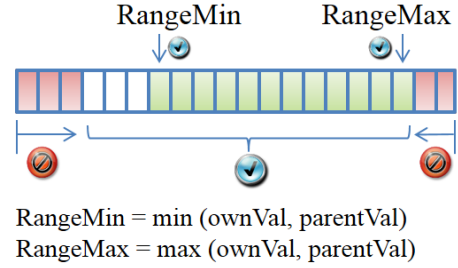 RangeMin RangeMax
RangeMin = min (ownVal, parentVal)
RangeMax = max (ownVal, parentVal)